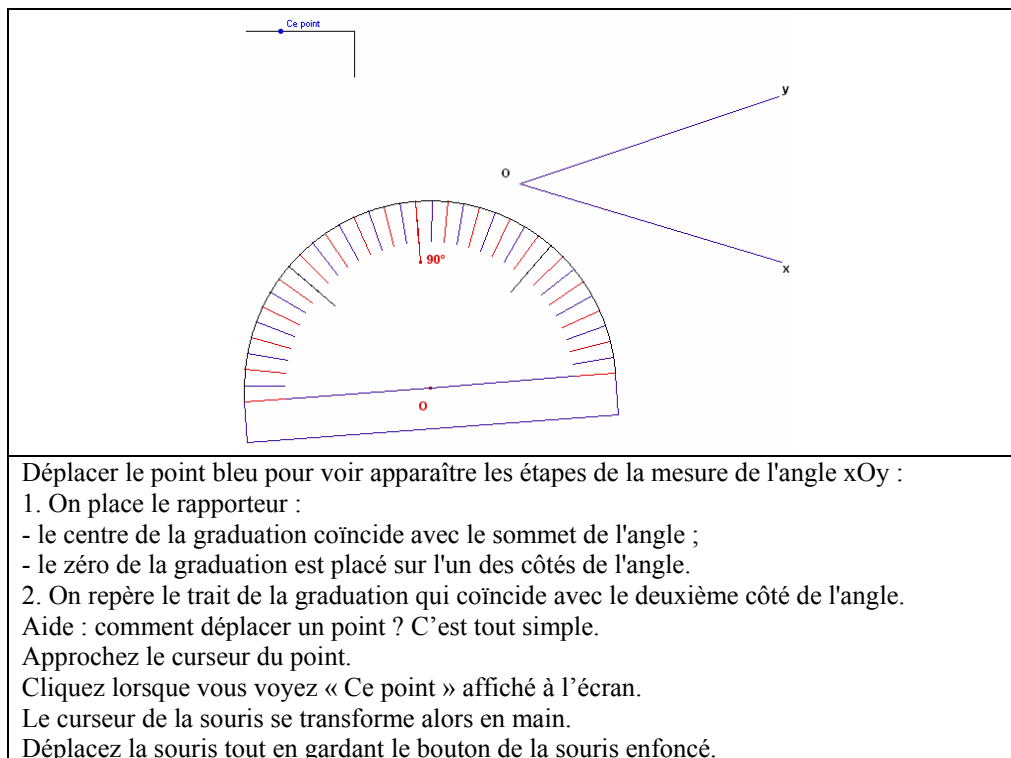 Ce point
y
O
x
90°
O
Déplacer le point bleu pour voir apparaître les étapes de la mesure de l'angle xOy :
1. On place le rapporteur :
- le centre de la graduation coïncide avec le sommet de l'angle ;
- le zéro de la graduation est placé sur l'un des côtés de l'angle.
2. On repère le trait de la graduation qui coïncide avec le deuxième côté de l'angle.
Aide : comment déplacer un point ? C’est tout simple.
Approchez le curseur du point.
Cliquez lorsque vous voyez « Ce point » affiché à l’écran.
Le curseur de la souris se transforme alors en main.
Déplacez la souris tout en gardant le bouton de la souris enfoncé.